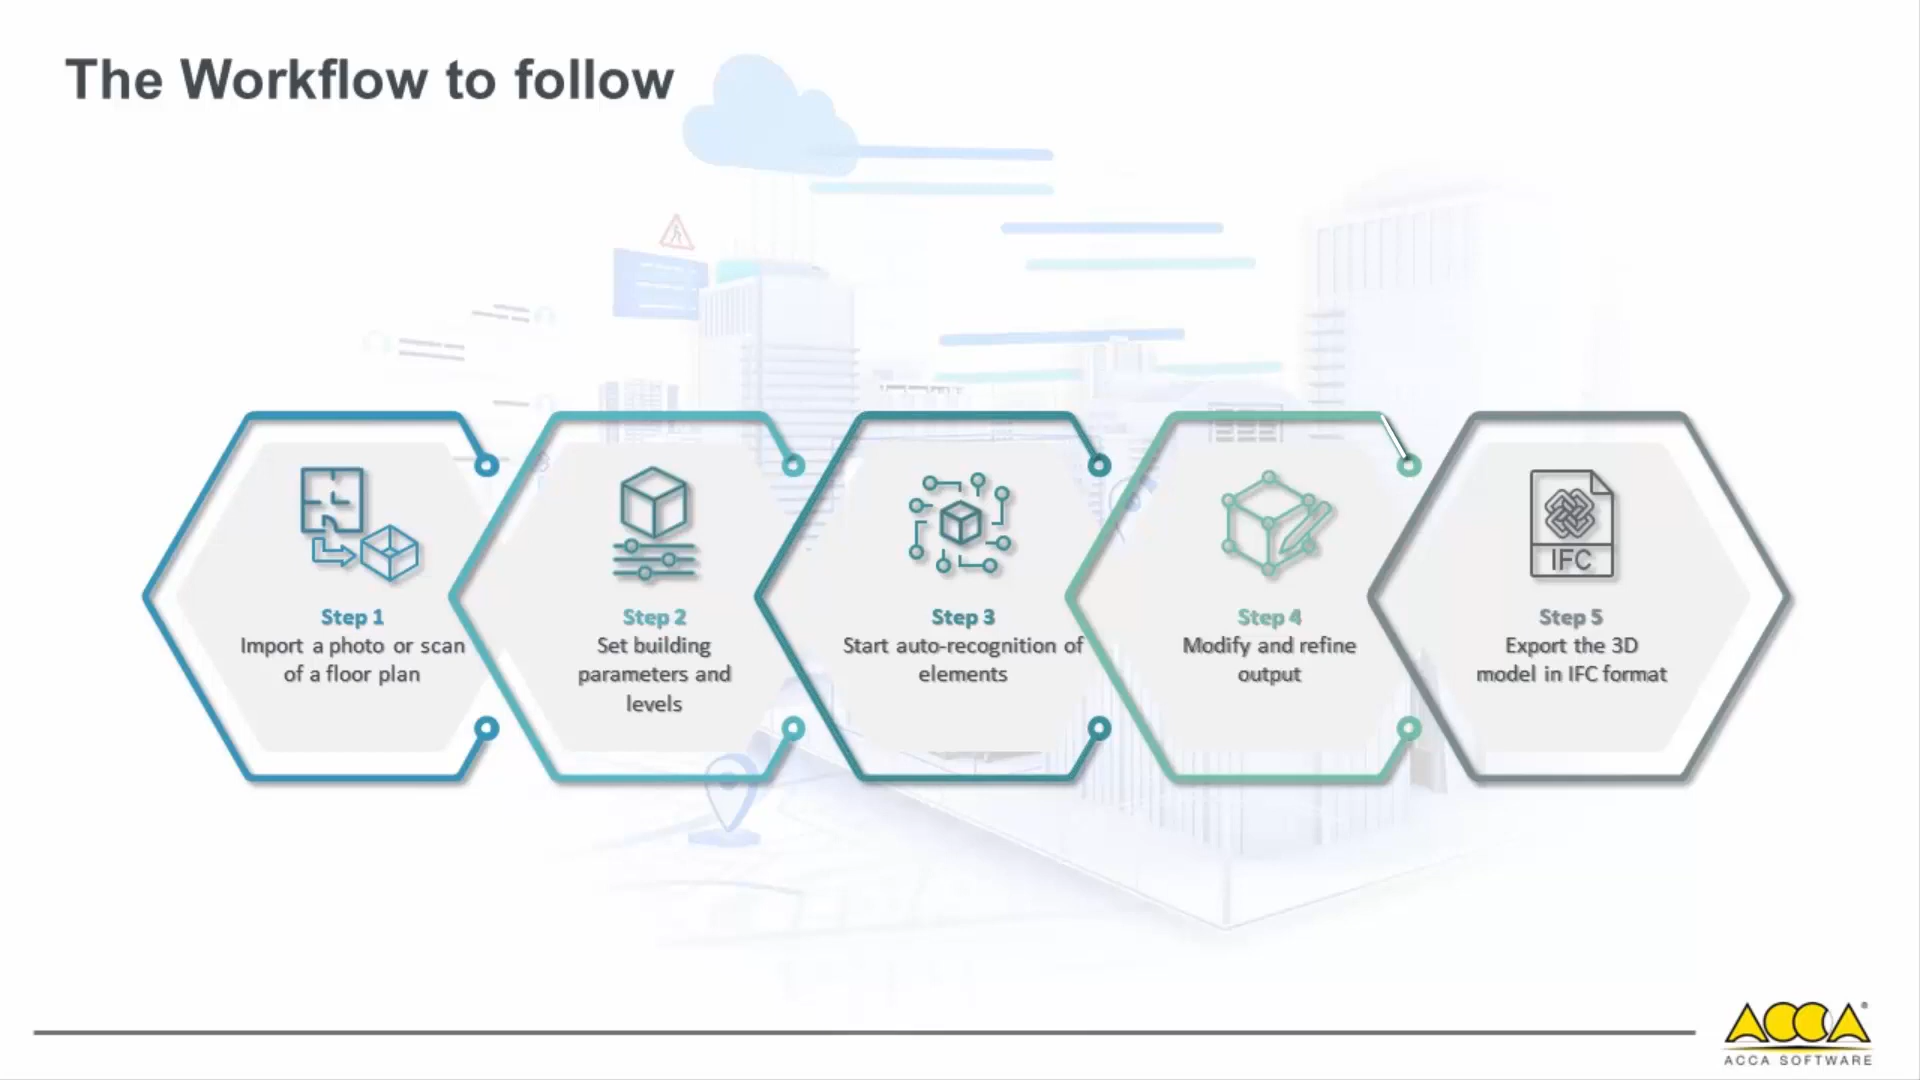 The Workflow to follow
Step 1
Import a photo or scan
of a floor plan
Step 2
Set building
parameters and
levels
Step 3
Start auto-recognition of
elements
Step 4
Modify and refine
output
IFC
Step 5
Export the 3D
model in IFC format
ACCA®
ACCA SOFTWARE